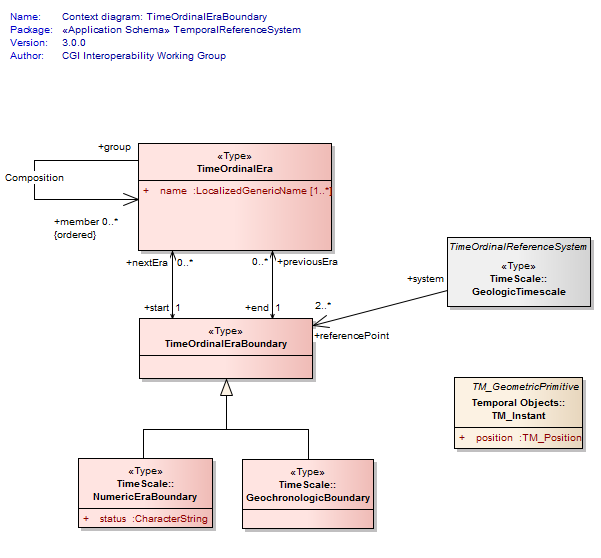 Name: Context diagram: TimeOrdinalEraBoundary
Package: «Application Schema» TemporalReferenceSystem
Version: 3.0.0
Author: CGI Interoperability Working Group
+group
«Type»
TimeOrdinalEra
Composition
+ name :LocalizedGenericName [1..*]
+member 0..*
{ordered}
+nextEra 0..*
0..* +previousEra
TimeOrdinalReferenceSystem
«Type»
TimeScale::
GeologicTimescale
+system
+start 1
+end 1
2..*
+referencePoint
«Type»
TimeOrdinalEraBoundary
TM_GeometricPrimitive
Temporal Objects::
TM_Instant
+ position :TM_Position
«Type»
TimeScale::
NumericEraBoundary
+ status :CharacterString
«Type»
TimeScale::
GeochronologicBoundary